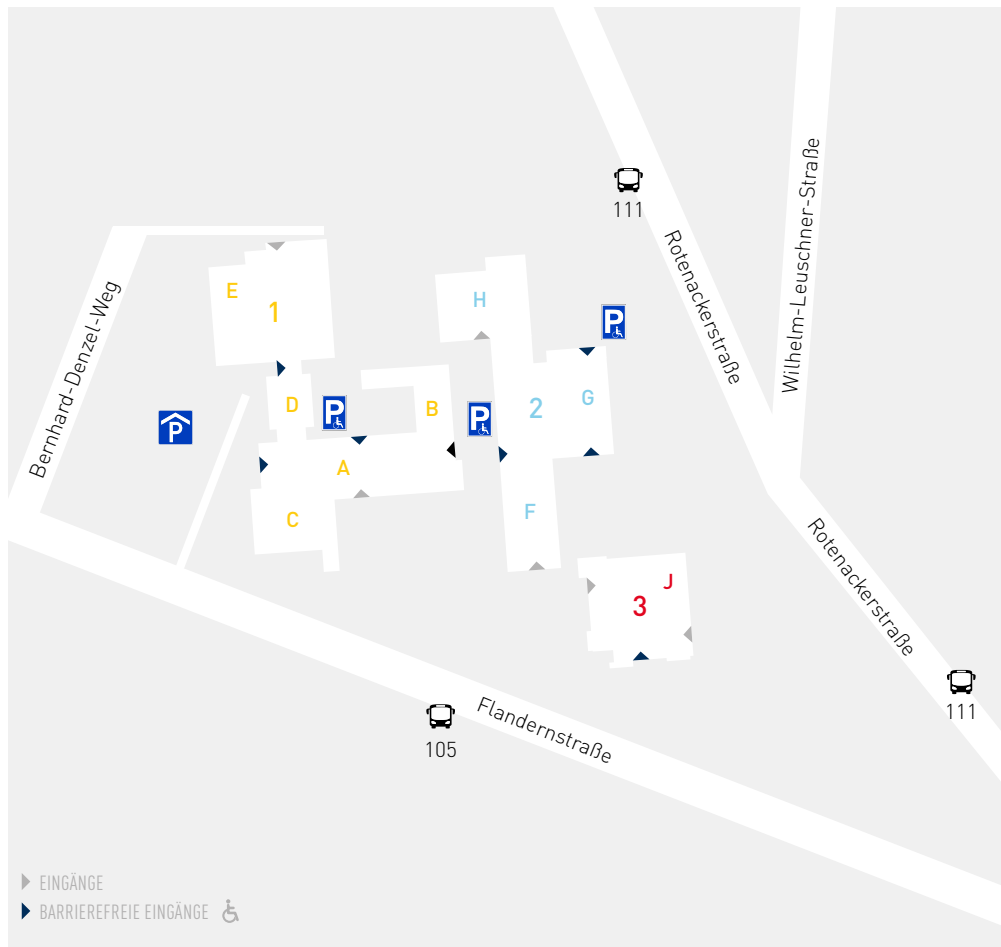 111
Rotenackerstraße
Wilhelm-Leuschner-Straße
Bernhard-Denzel-Weg
E
1
H
P
P
D
P
B
P
2
G
A
C
F
J
3
Rotenackerstraße
111
105
Flandernstraße
EINGÄNGE
BARRIEREFREIE EINGÄNGE